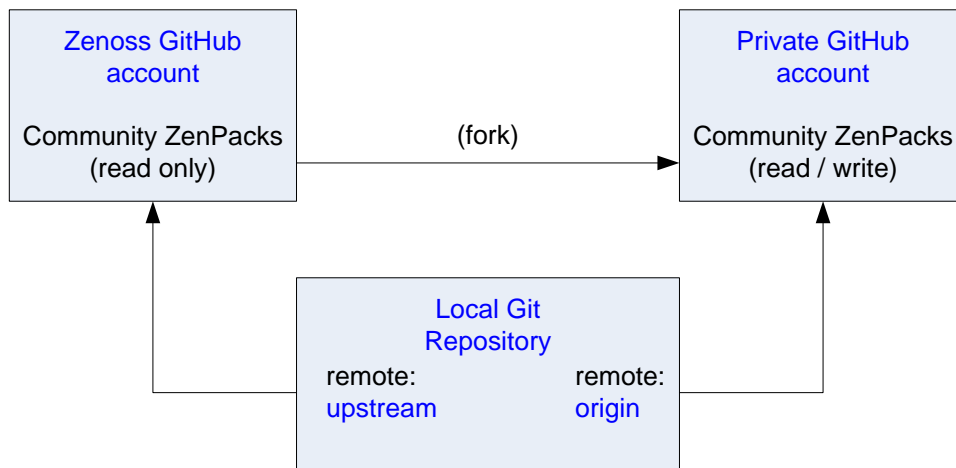 Zenoss GitHub
account
Community ZenPacks
(read only)
(fork)
Private GitHub
account
Community ZenPacks
(read / write)
Local Git
Repository
remote:
upstream
remote:
origin